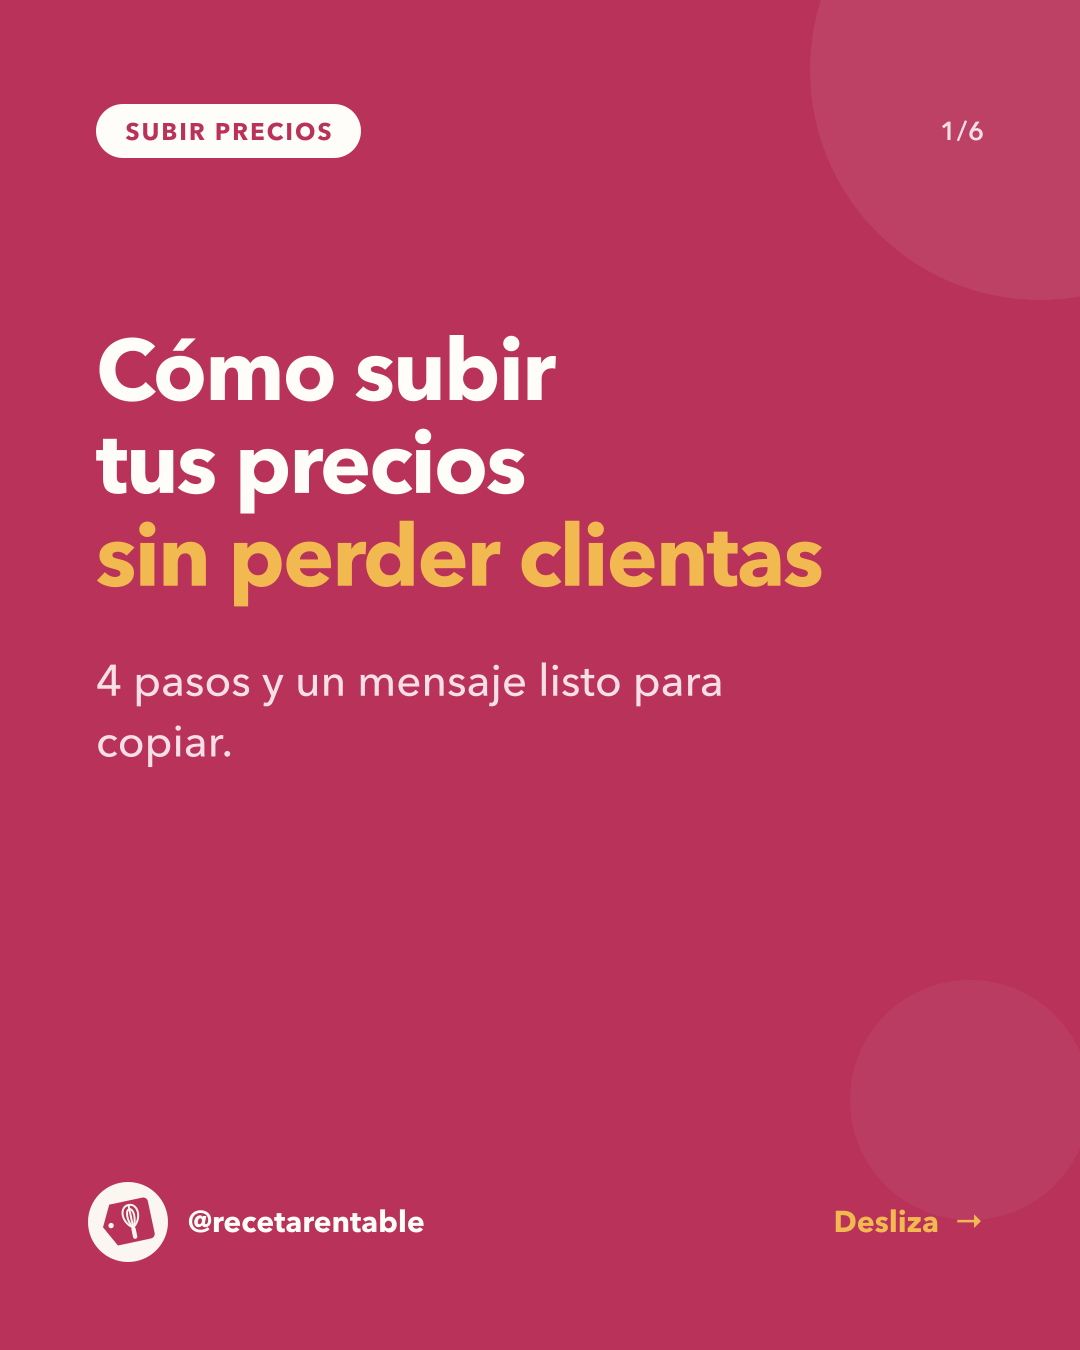 SUBIR PRECIOS
1/6
Cómo subir
tus precios
sin perder clientas
4 pasos y un mensaje listo para
copiar.
@recetarentable
Desliza →